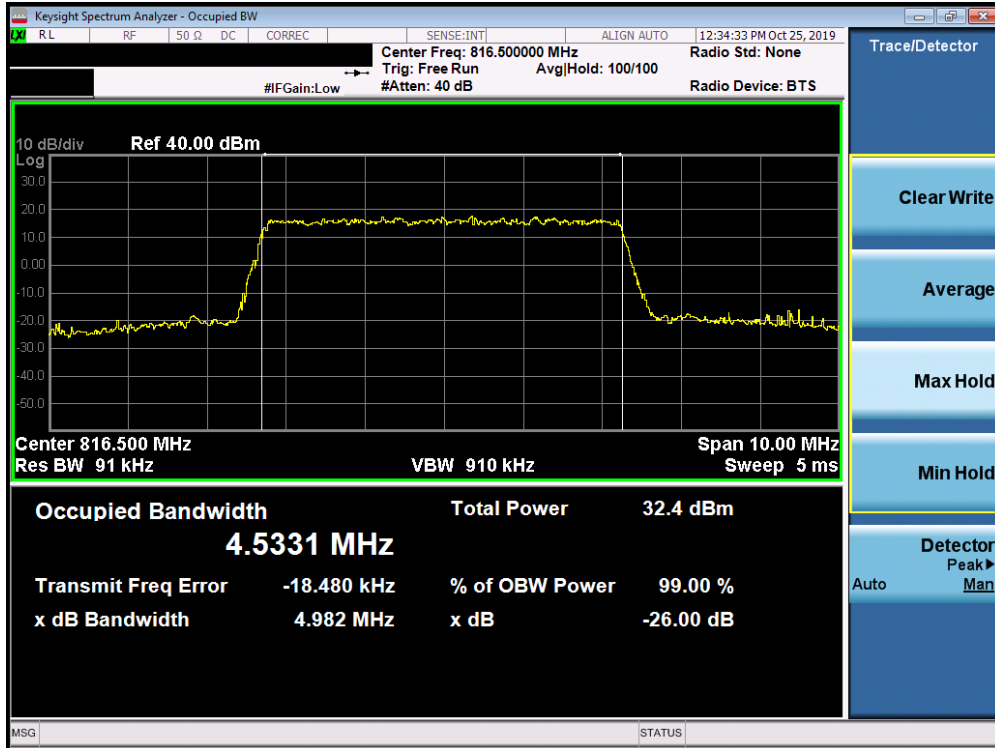 Keysight Spectrum Analyzer - Occupied BW
LXI RL RF 50 Ω DC CORREC SENSE:INT ALIGN AUTO 12:34:33 PM Oct 25, 2019
Center Freq: 816.500000 MHz Radio Std: None
Trig: Free Run Avg|Hold: 100/100
#IFGain:Low #Atten: 40 dB Radio Device: BTS
10 dB/div Ref 40.00 dBm
Log
30.0
20.0
10.0
0.00
-10.0
-20.0
-30.0
-40.0
-50.0
Center 816.500 MHz Span 10.00 MHz
Res BW 91 kHz VBW 910 kHz Sweep 5 ms
Occupied Bandwidth Total Power 32.4 dBm
4.5331 MHz
Transmit Freq Error -18.480 kHz % of OBW Power 99.00 %
x dB Bandwidth 4.982 MHz x dB -26.00 dB
MSG STATUS
Trace/Detector
Clear Write
Average
Max Hold
Min Hold
Detector
Peak▶
Auto Man